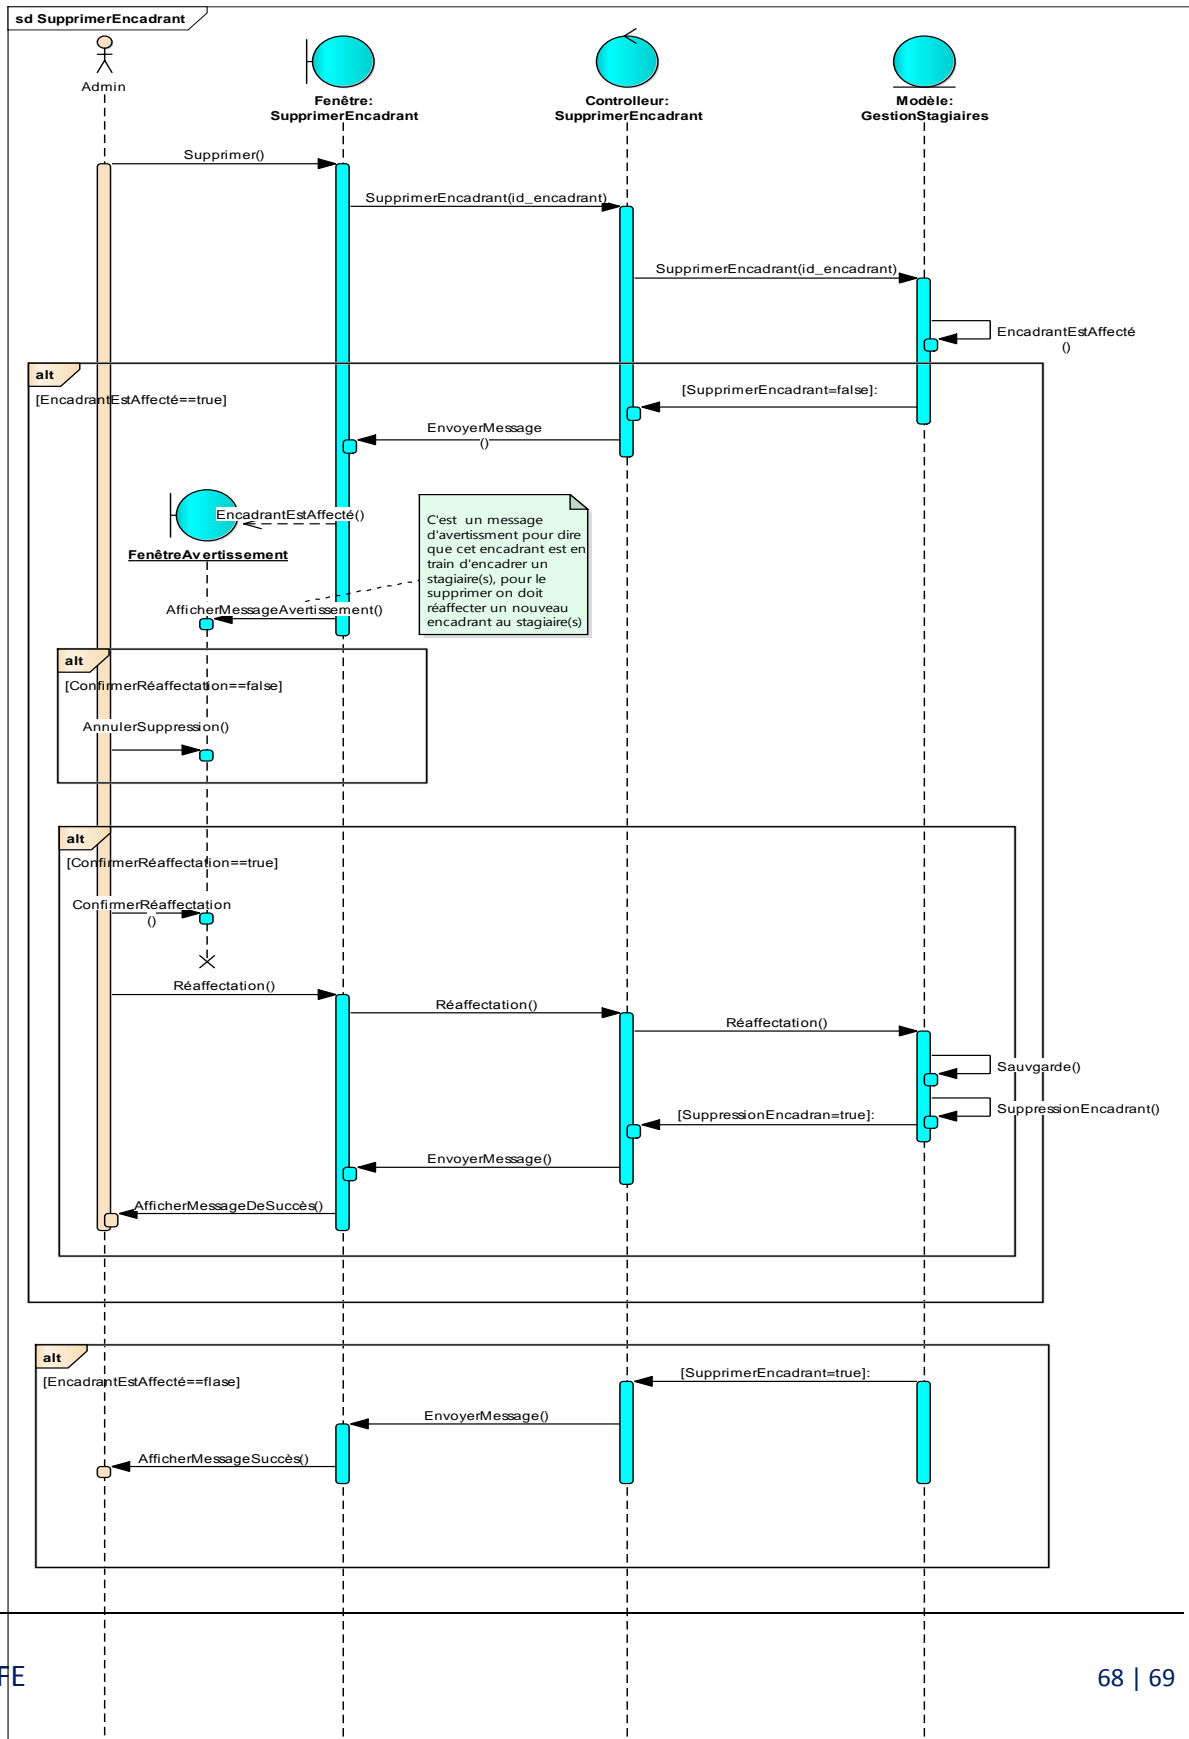 sd SupprimerEncadrant
Admin
Fenêtre:
SupprimerEncadrant
Controlleur:
SupprimerEncadrant
Modèle:
GestionStagiaires
Supprimer()
SupprimerEncadrant(id_encadrant)
SupprimerEncadrant(id_encadrant)
EncadrantEstAffecté
()
alt
[EncadrantEstAffecté==true]
[SupprimerEncadrant=false]:
EnvoyerMessage
()
EncadrantEstAffecté()
FenêtreAvertissement
C'est un message
d'avertissment pour dire
que cet encadrant est en
train d'encadrer un
stagiaire(s), pour le
supprimer on doit
réaffecter un nouveau
encadrant au stagiaire(s)
AfficherMessageAvertissement()
alt
[ConfirmerRéaffectation==false]
AnnulerSuppression()
alt
[ConfirmerRéaffectation==true]
ConfirmerRéaffectation
()
Réaffectation()
Réaffectation()
Réaffectation()
Sauvgarde()
SuppressionEncadrant()
[SuppressionEncadran=true]:
EnvoyerMessage()
AfficherMessageDeSuccès()
alt
[EncadrantEstAffecté==flase]
[SupprimerEncadrant=true]:
EnvoyerMessage()
AfficherMessageSuccès()
FE
68 | 69